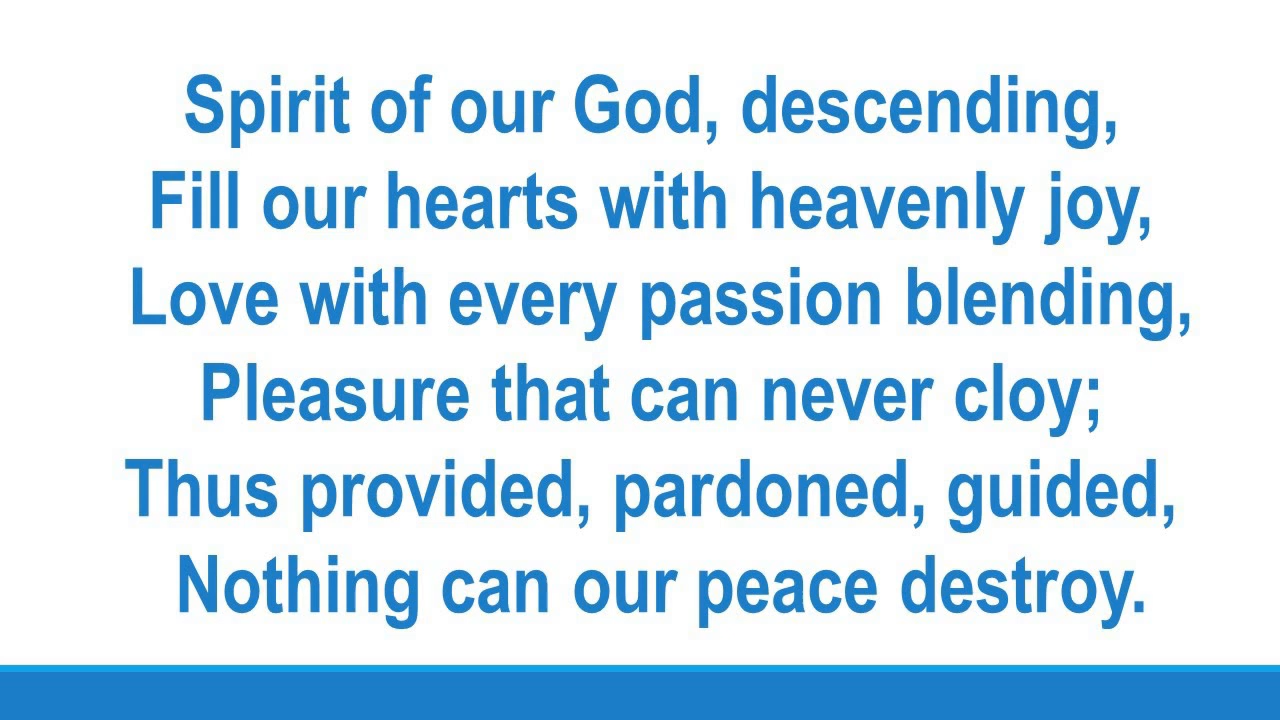 Spirit of our God, descending,
Fill our hearts with heavenly joy,
Love with every passion blending,
Pleasure that can never cloy;
Thus provided, pardoned, guided,
Nothing can our peace destroy.